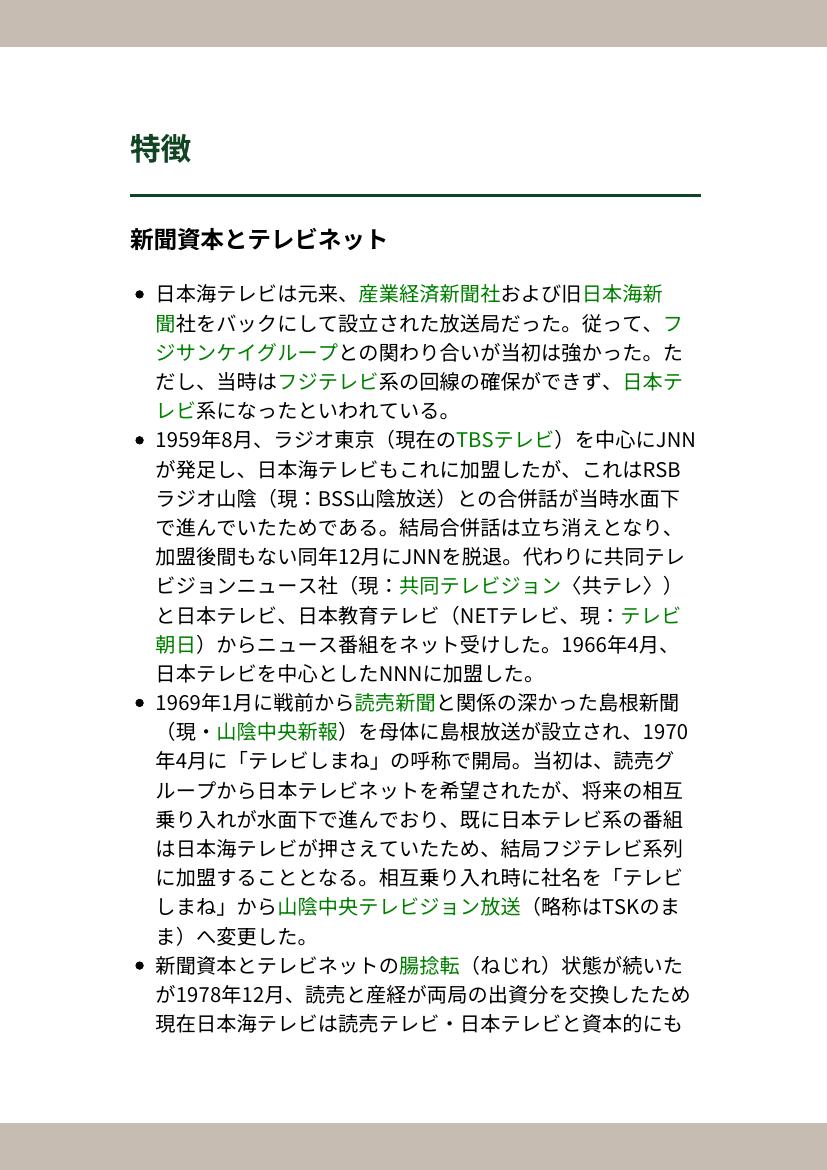 特徴
新聞資本とテレビネット
日本海テレビは元来、産業経済新聞社および旧日本海新
聞社をバックにして設立された放送局だった。従って、フ
ジサンケイグループとの関わり合いが当初は強かった。た
だし、当時はフジテレビ系の回線の確保ができず、日本テ
レビ系になったといわれている。
1959年8月、ラジオ東京（現在のTBSテレビ）を中心にJNN
が発足し、日本海テレビもこれに加盟したが、これはRSB
ラジオ山陰（現：BSS山陰放送）との合併話が当時水面下
で進んでいたためである。結局合併話は立ち消えとなり、
加盟後間もない同年12月にJNNを脱退。代わりに共同テレ
ビジョンニュース社（現：共同テレビジョン〈共テレ〉）
と日本テレビ、日本教育テレビ（NETテレビ、現：テレビ
朝日）からニュース番組をネット受けした。1966年4月、
日本テレビを中心としたNNNに加盟した。
1969年1月に戦前から読売新聞と関係の深かった島根新聞
（現・山陰中央新報）を母体に島根放送が設立され、1970
年4月に「テレビしまね」の呼称で開局。当初は、読売グ
ループから日本テレビネットを希望されたが、将来の相互
乗り入れが水面下で進んでおり、既に日本テレビ系の番組
は日本海テレビが押さえていたため、結局フジテレビ系列
に加盟することとなる。相互乗り入れ時に社名を「テレビ
しまね」から山陰中央テレビジョン放送（略称はTSKのま
ま）へ変更した。
新聞資本とテレビネットの腸捻転（ねじれ）状態が続いた
が1978年12月、読売と産経が両局の出資分を交換したため
現在日本海テレビは読売テレビ・日本テレビと資本的にも